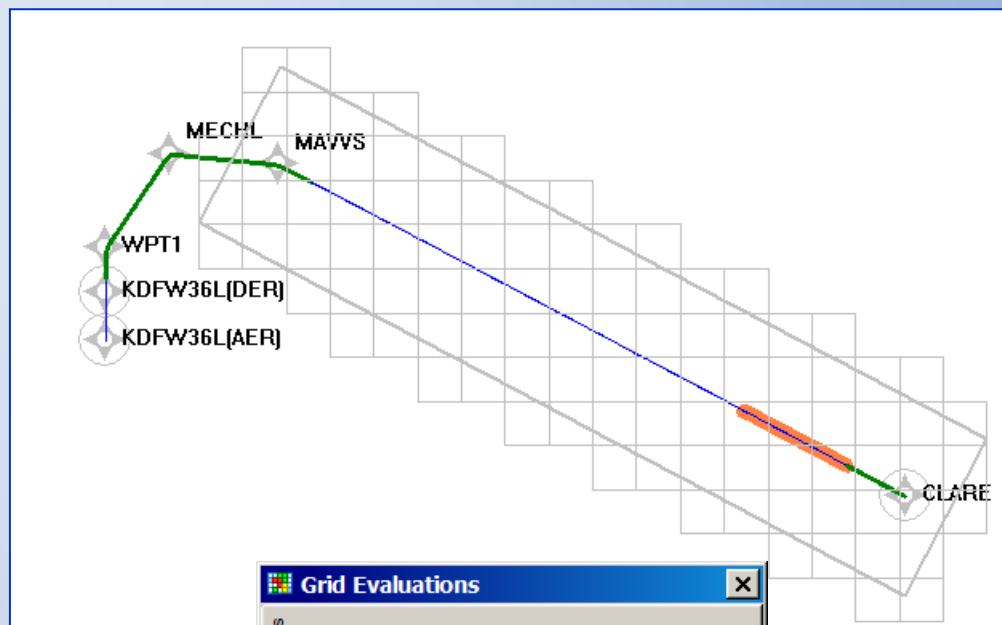 MECHL
MAVVS
WPT1
KDFW36L(DER)
KDFW36L(AER)
CLARE
Grid Evaluations